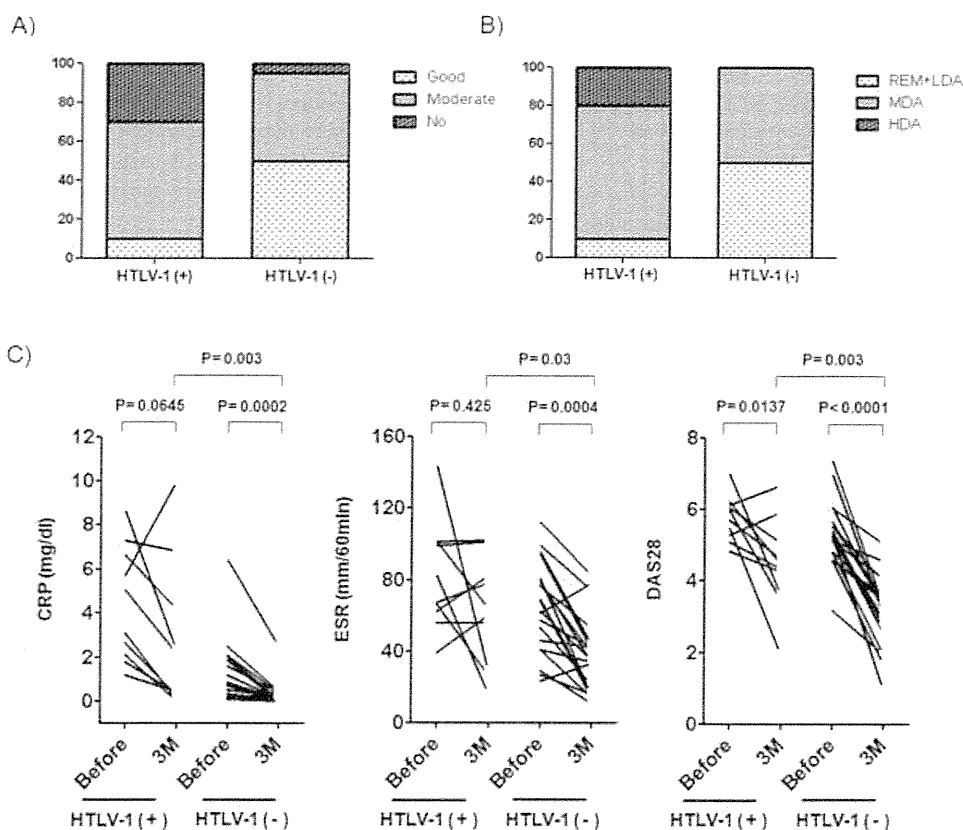 A)
100
80
60
40
20
0
HTLV-1 (+)
HTLV-1 (-)
Good
Moderate
No
B)
100
80
60
40
20
0
HTLV-1 (+)
HTLV-1 (-)
REM+LDA
MDA
HDA
C)
P=0.003
P=0.0645
P=0.0002
CRP (mg/dl)
12
10
8
6
4
2
0
Before
3M
Before
3M
HTLV-1 (+)
HTLV-1 (-)
P=0.03
P=0.425
P=0.0004
ESR (mm/60min)
160
120
80
40
0
Before
3M
Before
3M
HTLV-1 (+)
HTLV-1 (-)
P=0.003
P=0.0137
P<0.0001
DAS28
8
6
4
2
0
Before
3M
Before
3M
HTLV-1 (+)
HTLV-1 (-)